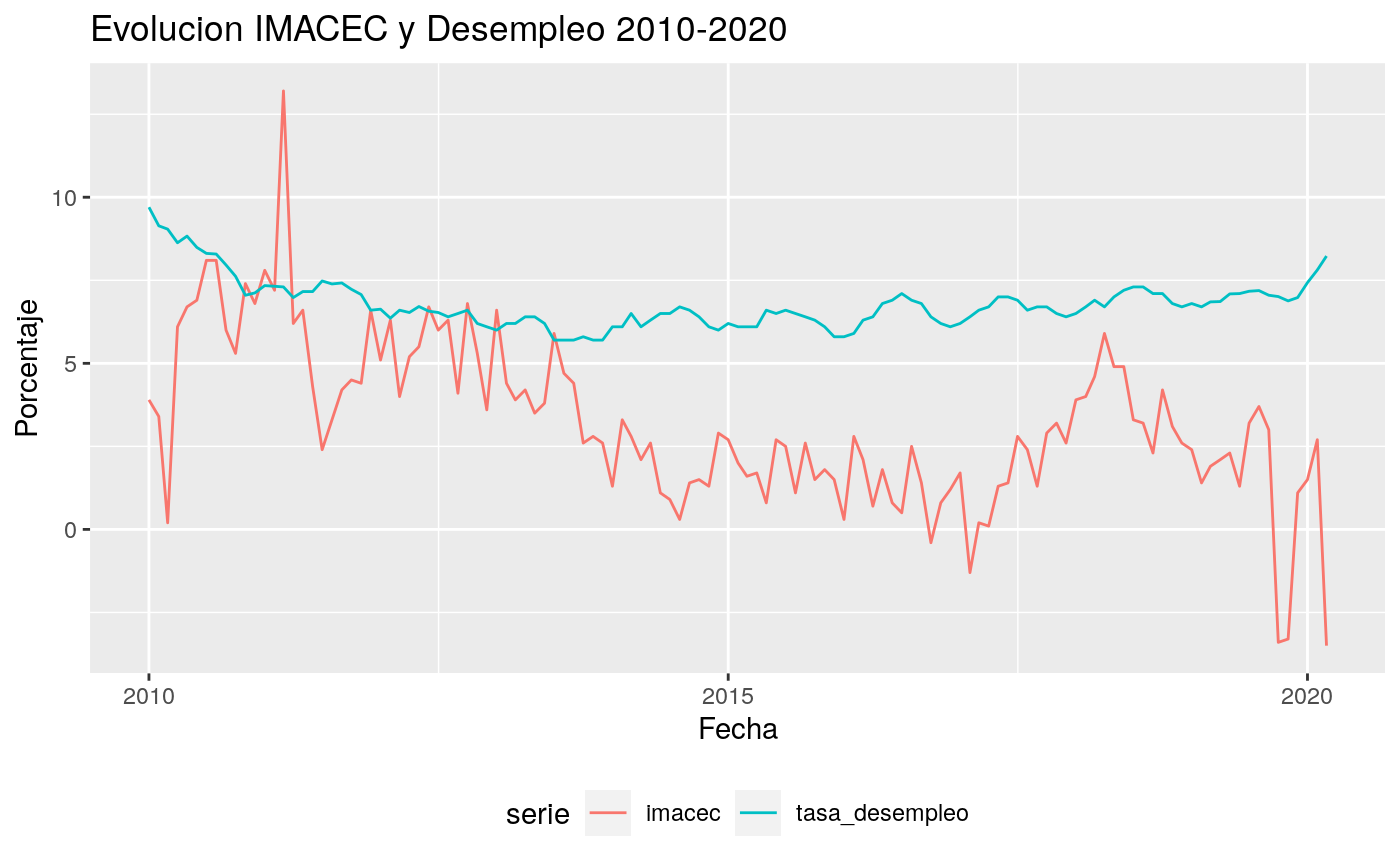 Evolucion IMACEC y Desempleo 2010-2020
Porcentaje
10
5
0
2010 2015 2020
Fecha
serie imacec tasa_desempleo